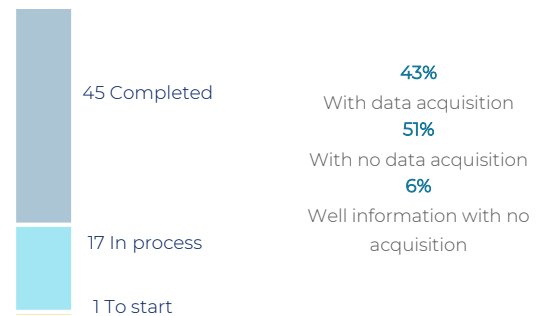 45 Completed
17 In process
1 To start
43%
With data acquisition
51%
With no data acquisition
6%
Well information with no
acquisition